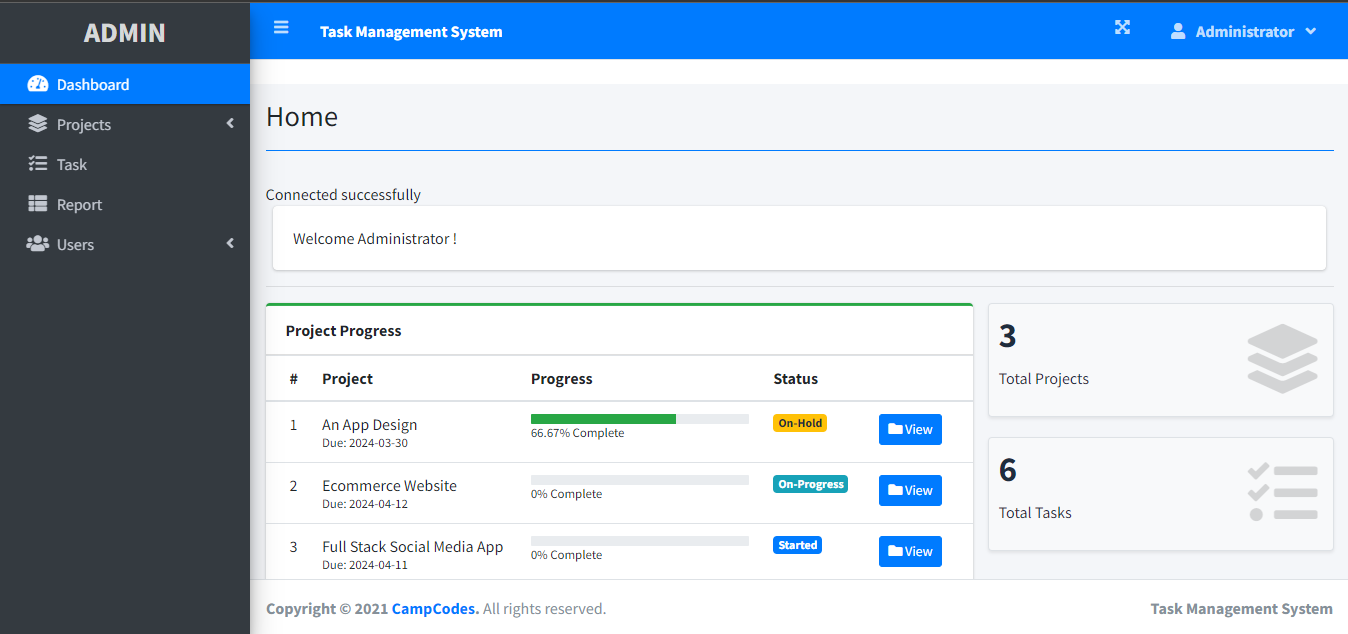 ADMIN
Task Management System
Administrator
Dashboard
Projects
Task
Report
Users
Home
Connected successfully
Welcome Administrator !
Project Progress
# Project Progress Status
1 An App Design 66.67% Complete On-Hold View
Due: 2024-03-30
2 Ecommerce Website 0% Complete On-Progress View
Due: 2024-04-12
3 Full Stack Social Media App 0% Complete Started View
Due: 2024-04-11
3
Total Projects
6
Total Tasks
Copyright © 2021 CampCodes. All rights reserved.
Task Management System